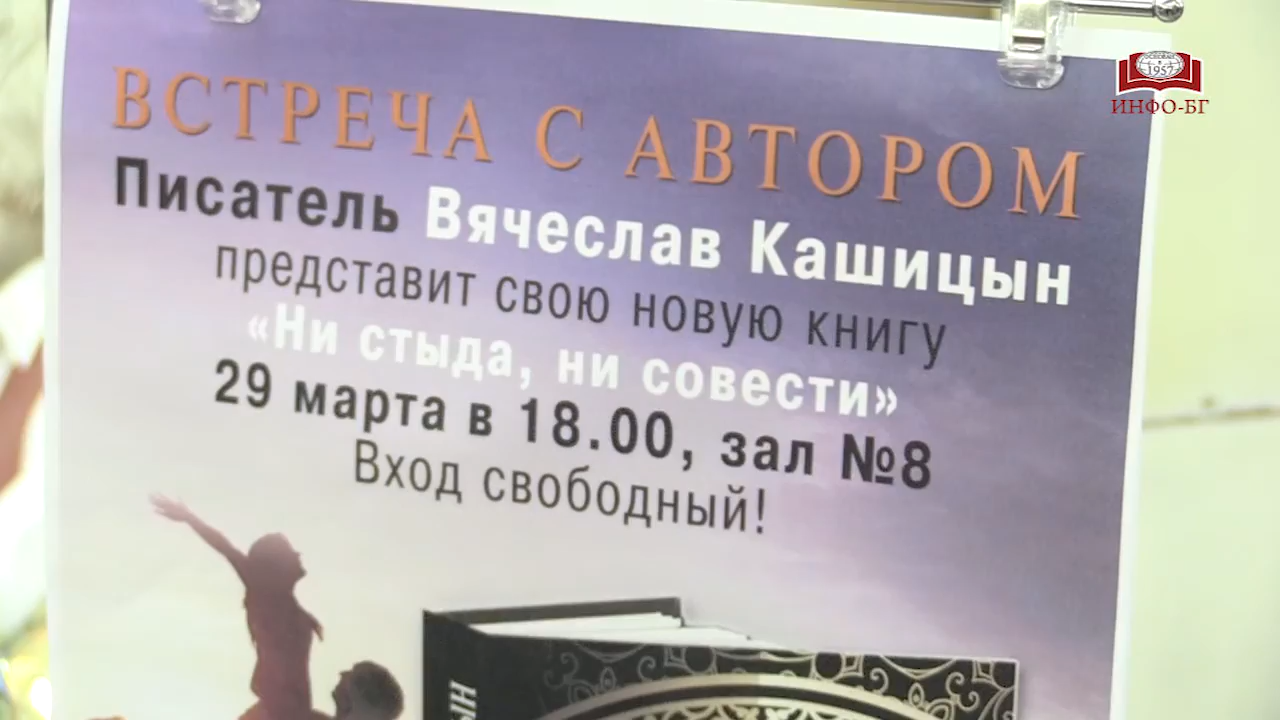 ВСТРЕЧА С АВТОРОМ
Писатель Вячеслав Кашицын
представит свою новую книгу
«Ни стыда, ни совести»
29 марта в 18.00, зал №8
Вход свободный!
1957
ИНФО-БГ